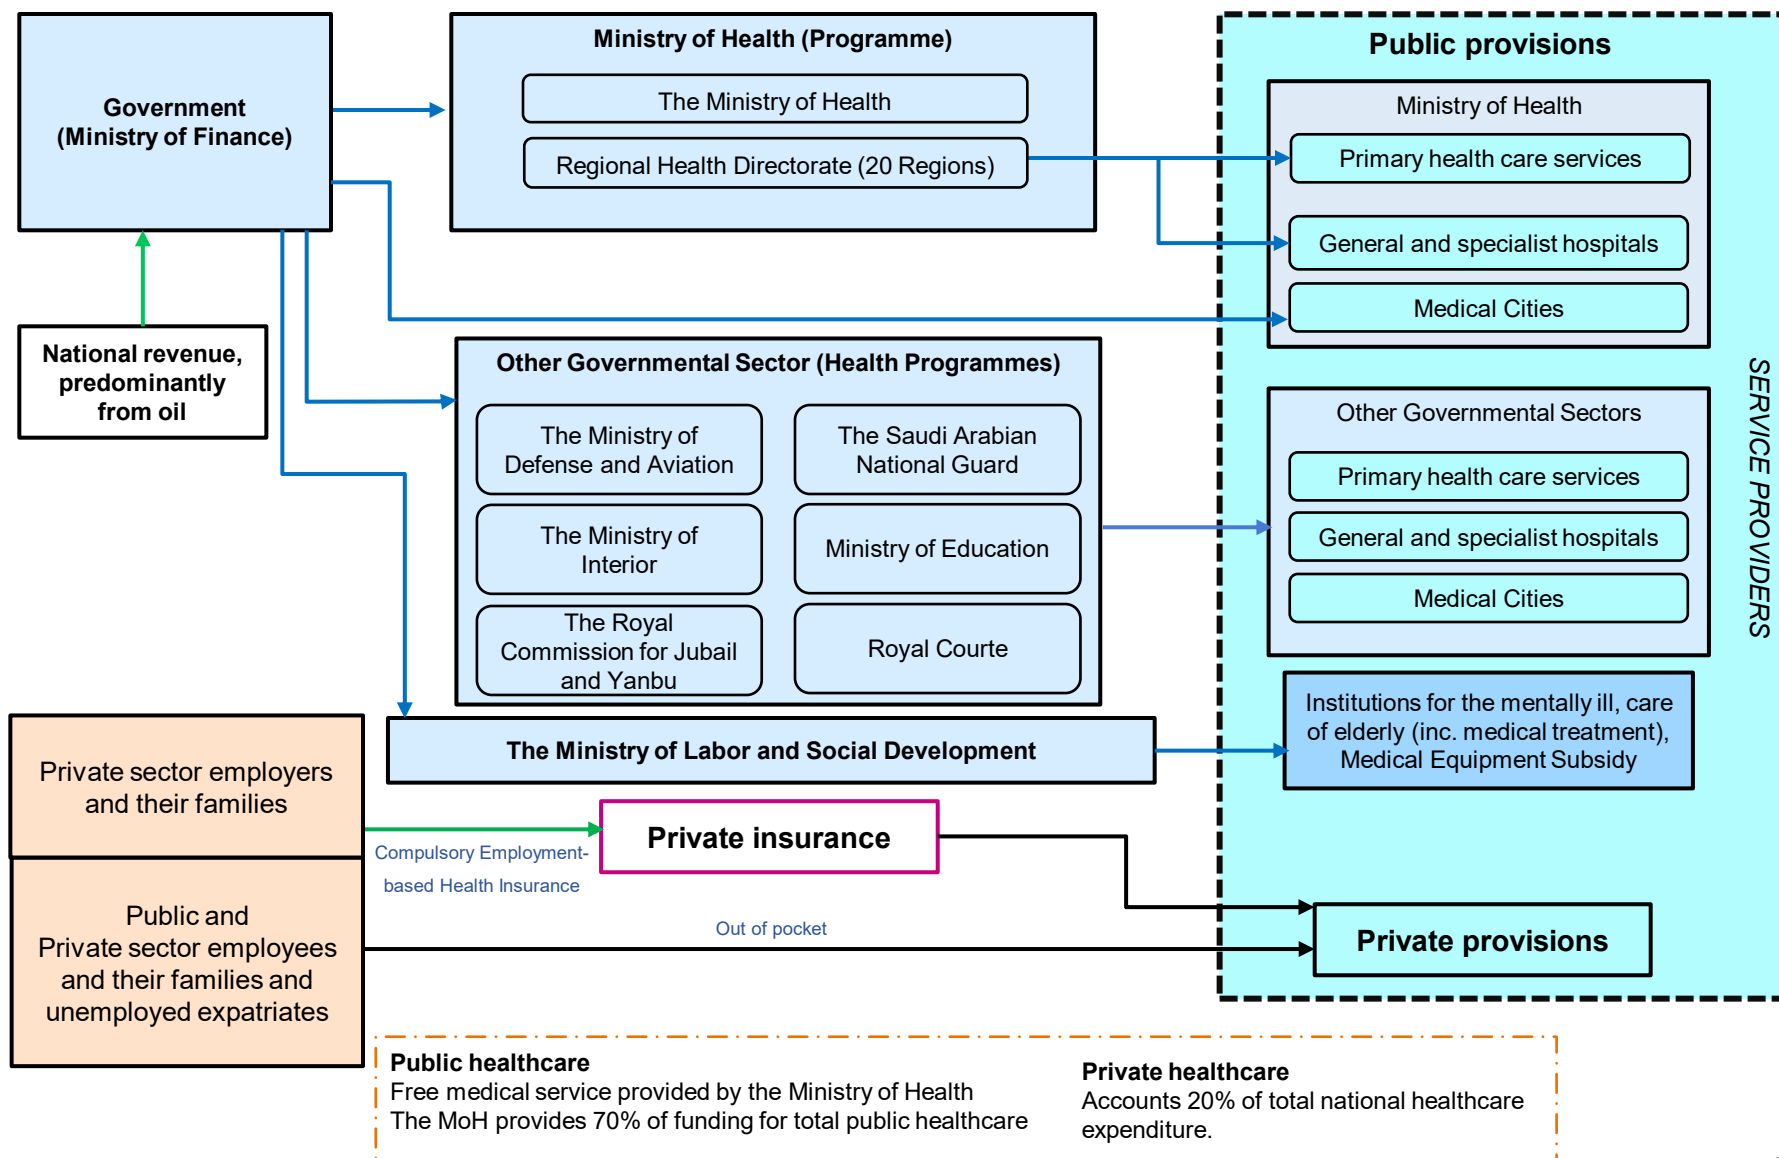 Government
(Ministry of Finance)
National revenue,
predominantly
from oil
Ministry of Health (Programme)
The Ministry of Health
Regional Health Directorate (20 Regions)
Other Governmental Sector (Health Programmes)
The Ministry of
Defense and Aviation
The Saudi Arabian
National Guard
The Ministry of
Interior
Ministry of Education
The Royal
Commission for Jubail
and Yanbu
Royal Courte
The Ministry of Labor and Social Development
Private sector employers
and their families
Public and
Private sector employees
and their families and
unemployed expatriates
Compulsory Employment-
based Health Insurance
Private insurance
Out of pocket
Public provisions
Ministry of Health
Primary health care services
General and specialist hospitals
Medical Cities
Other Governmental Sectors
Primary health care services
General and specialist hospitals
Medical Cities
Institutions for the mentally ill, care
of elderly (inc. medical treatment),
Medical Equipment Subsidy
Private provisions
SERVICE PROVIDERS
Public healthcare
Free medical service provided by the Ministry of Health
The MoH provides 70% of funding for total public healthcare
Private healthcare
Accounts 20% of total national healthcare
expenditure.